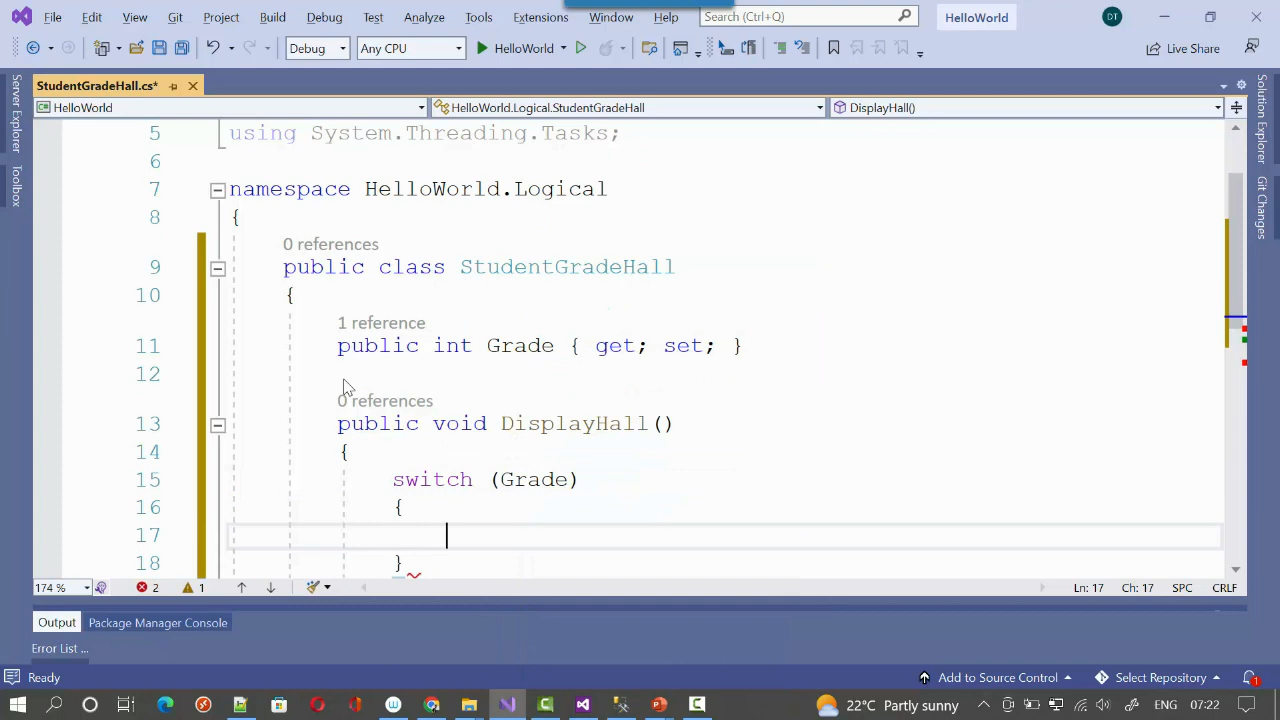 File Edit View Git Project Build Debug Test Analyze Tools Extensions Window Help Search (Ctrl+Q) HelloWorld DT
Debug Any CPU HelloWorld Live Share
StudentGradeHall.cs*
HelloWorld HelloWorld.Logical.StudentGradeHall DisplayHall()
Server Explorer
Toolbox
Solution Explorer
Git Changes
5 using System.Threading.Tasks;
6
7 namespace HelloWorld.Logical
8 {
0 references
9 public class StudentGradeHall
10 {
1 reference
11 public int Grade { get; set; }
12
0 references
13 public void DisplayHall()
14 {
15 switch (Grade)
16 {
17
18 }
174 % 2 1 Ln: 17 Ch: 17 SPC CRLF
Output Package Manager Console
Error List ...
Ready Add to Source Control Select Repository 1
22°C Partly sunny ENG 07:22